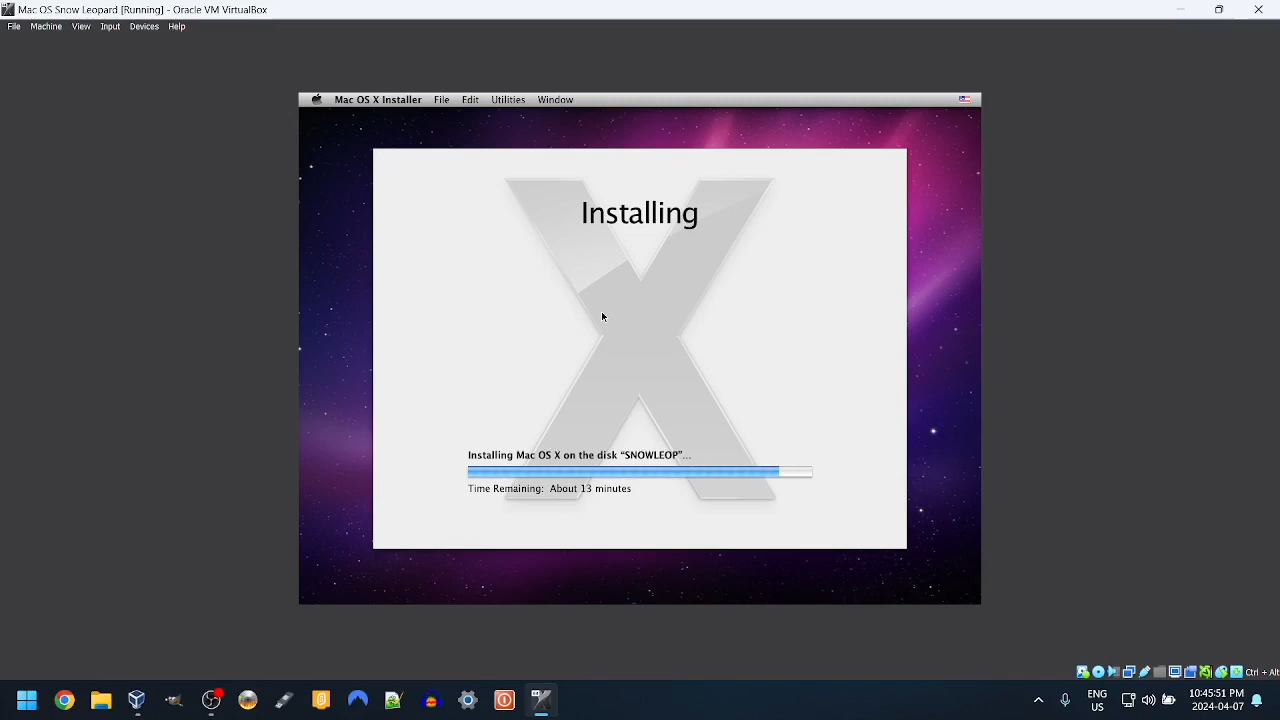 Mac OS Snow Leopard [Running] - Oracle VM VirtualBox
File Machine View Input Devices Help
Mac OS X Installer File Edit Utilities Window
Installing
Installing Mac OS X on the disk “SNOWLEOP”...
Time Remaining: About 13 minutes
Ctrl + Alt
ENG
US
10:45:51 PM
2024-04-07